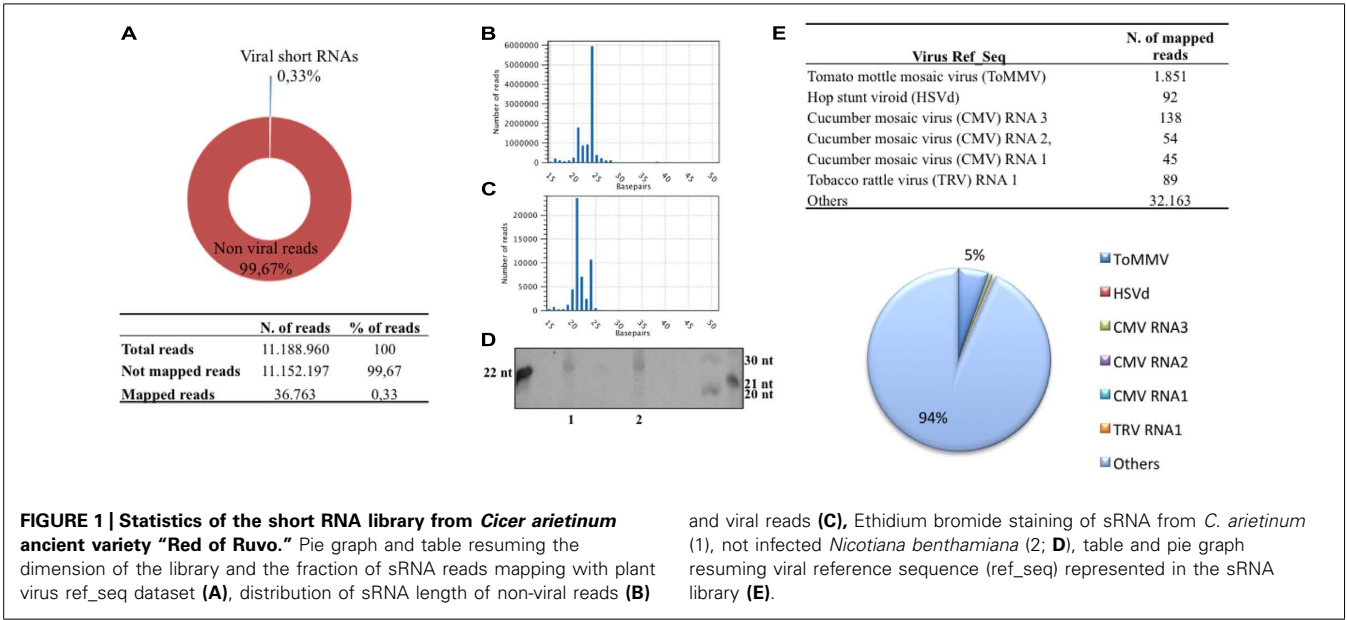 A
Viral short RNAs
0,33%
Non viral reads
99,67%
N. of reads % of reads
Total reads 11.188.960 100
Not mapped reads 11.152.197 99,67
Mapped reads 36.763 0,33
B
Number of reads
6000000
5000000
4000000
3000000
2000000
1000000
0
15 20 25 30 35 40 45 50
Basepairs
C
Number of reads
20000
15000
10000
5000
0
15 20 25 30 35 40 45 50
Basepairs
D
22 nt
30 nt
21 nt
20 nt
1 2
E
Virus Ref_Seq N. of mapped reads
Tomato mottle mosaic virus (ToMMV) 1.851
Hop stunt viroid (HSVd) 92
Cucumber mosaic virus (CMV) RNA 3 138
Cucumber mosaic virus (CMV) RNA 2, 54
Cucumber mosaic virus (CMV) RNA 1 45
Tobacco rattle virus (TRV) RNA 1 89
Others 32.163
5%
94%
ToMMV
HSVd
CMV RNA3
CMV RNA2
CMV RNA1
TRV RNA1
Others
FIGURE 1 | Statistics of the short RNA library from Cicer arietinum
ancient variety “Red of Ruvo.” Pie graph and table resuming the
dimension of the library and the fraction of sRNA reads mapping with plant
virus ref_seq dataset (A), distribution of sRNA length of non-viral reads (B)
and viral reads (C), Ethidium bromide staining of sRNA from C. arietinum
(1), not infected Nicotiana benthamiana (2; D), table and pie graph
resuming viral reference sequence (ref_seq) represented in the sRNA
library (E).